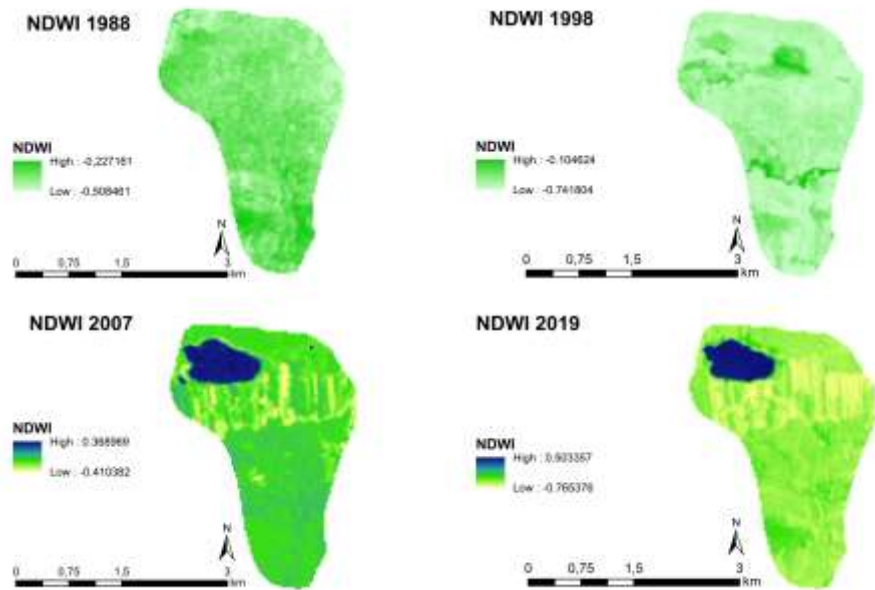 NDWI 1988
NDWI
High : -0,227161
Low : -0,508461
N
0 0,75 1,5 3
km
NDWI 1998
NDWI
High : -0.104624
Low : -0.741804
N
0 0,75 1,5 3
km
NDWI 2007
NDWI
High : 0.368969
Low : -0.410382
N
0 0,75 1,5 3
km
NDWI 2019
NDWI
High : 0.503357
Low : -0.765376
N
0 0,75 1,5 3
km